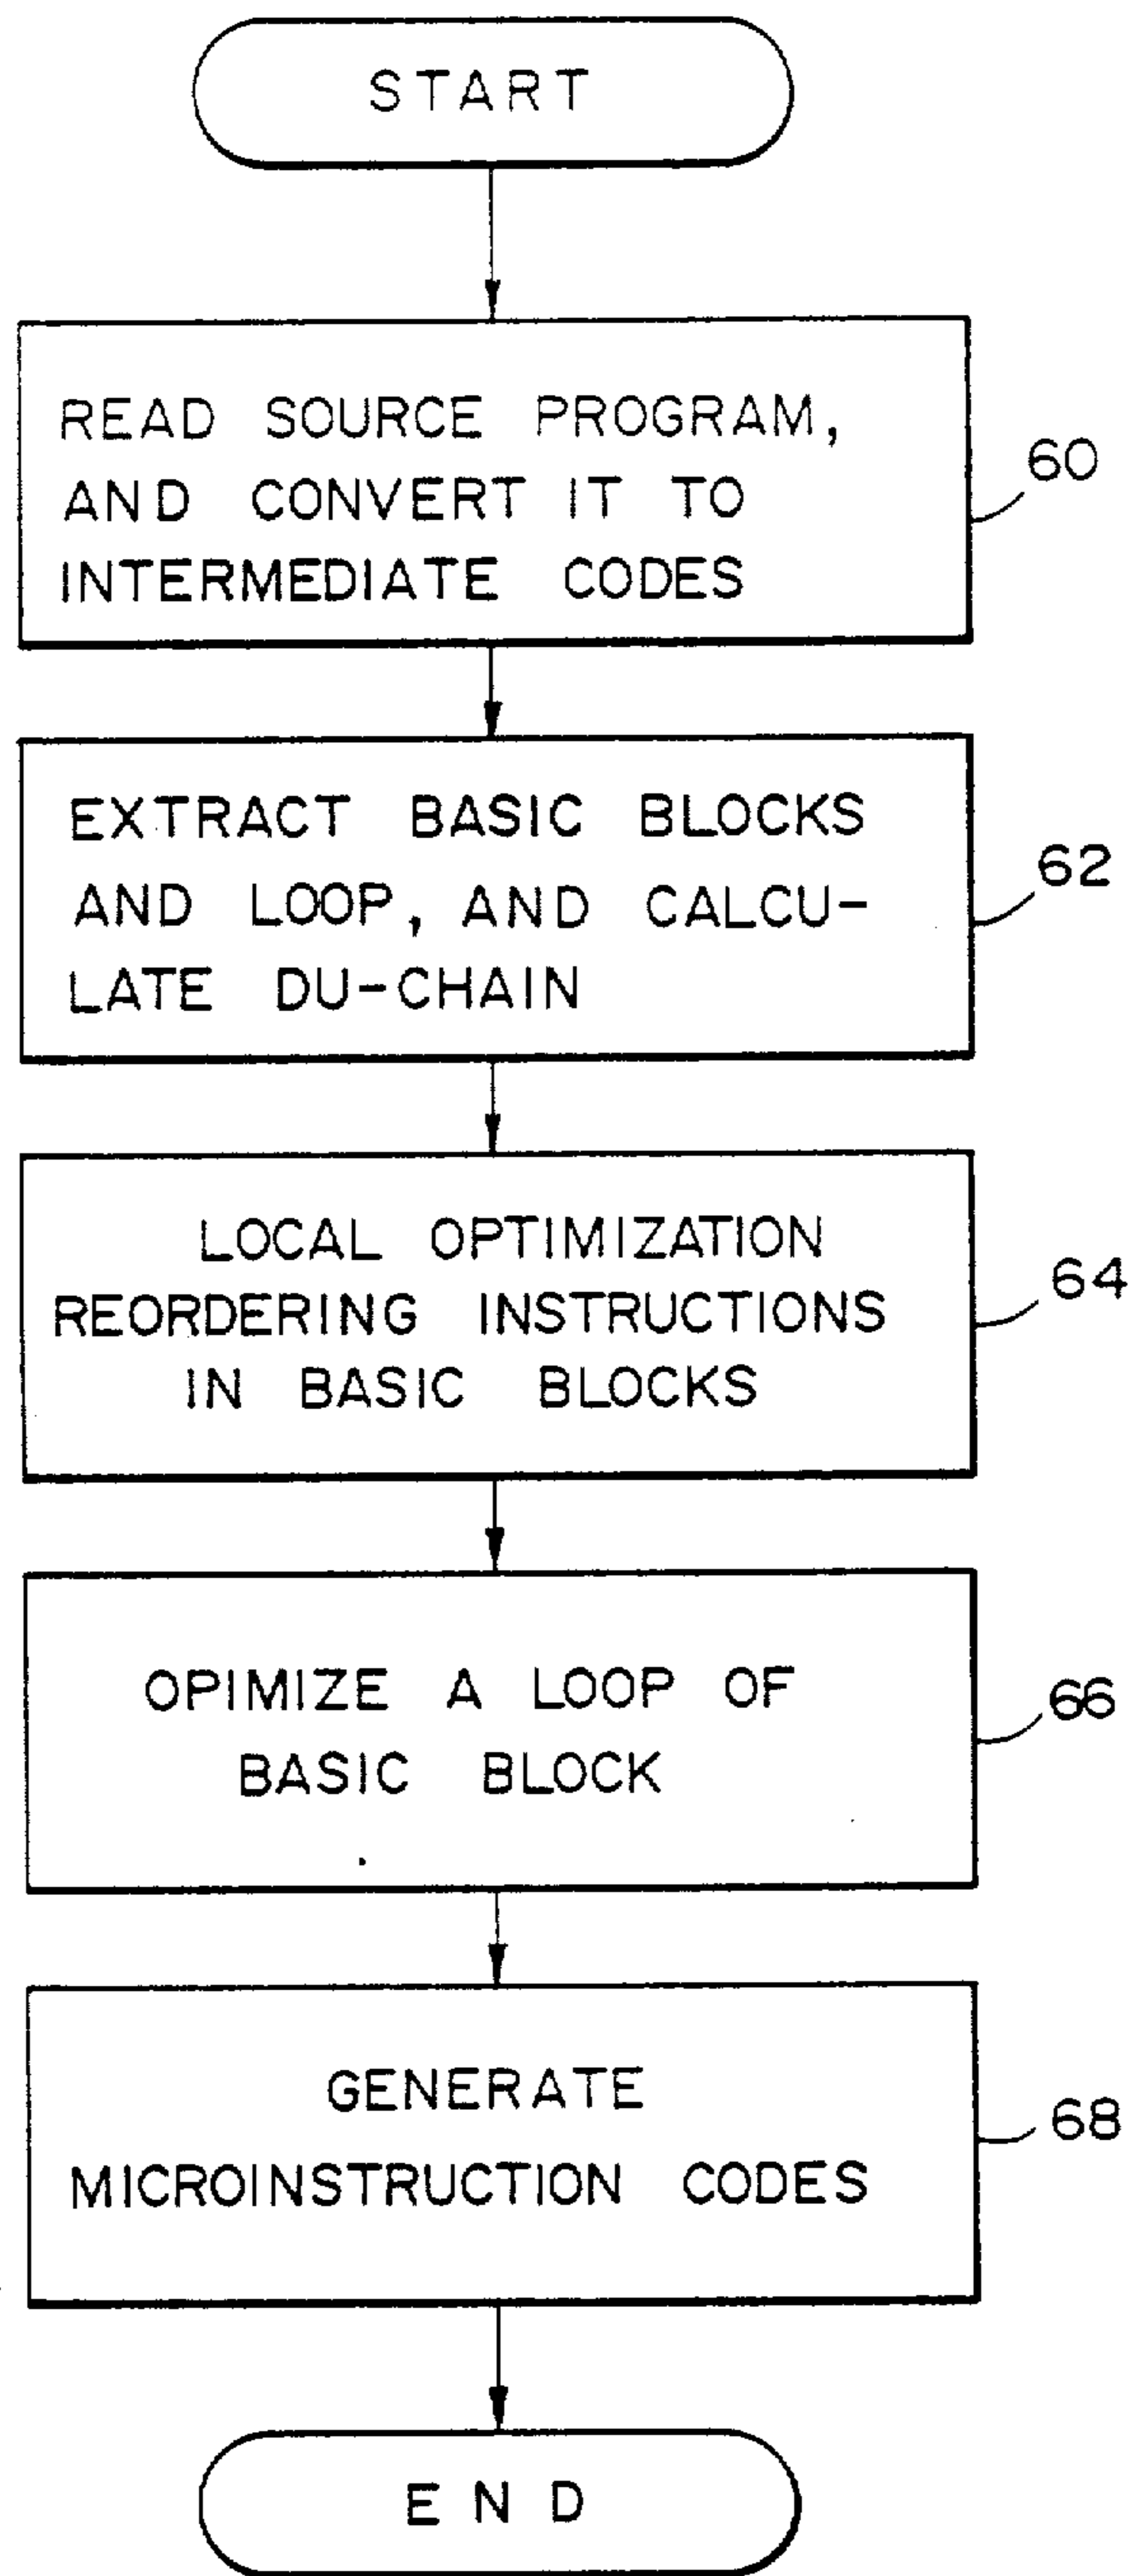 START
READ SOURCE PROGRAM,
60
AND CONVERT IT TO
INTERMEDIATE CODES
EXTRACT BASIC BLOCKS
62
AND LOOP, AND CALCU-
LATE DU-CHAIN
LOCAL OPTIMIZATION
64
REORDERING INSTRUCTIONS
IN BASIC BLOCKS
OPIMIZE A LOOP OF
66
BASIC BLOCK
GENERATE
68
MICROINSTRUCTION CODES
END